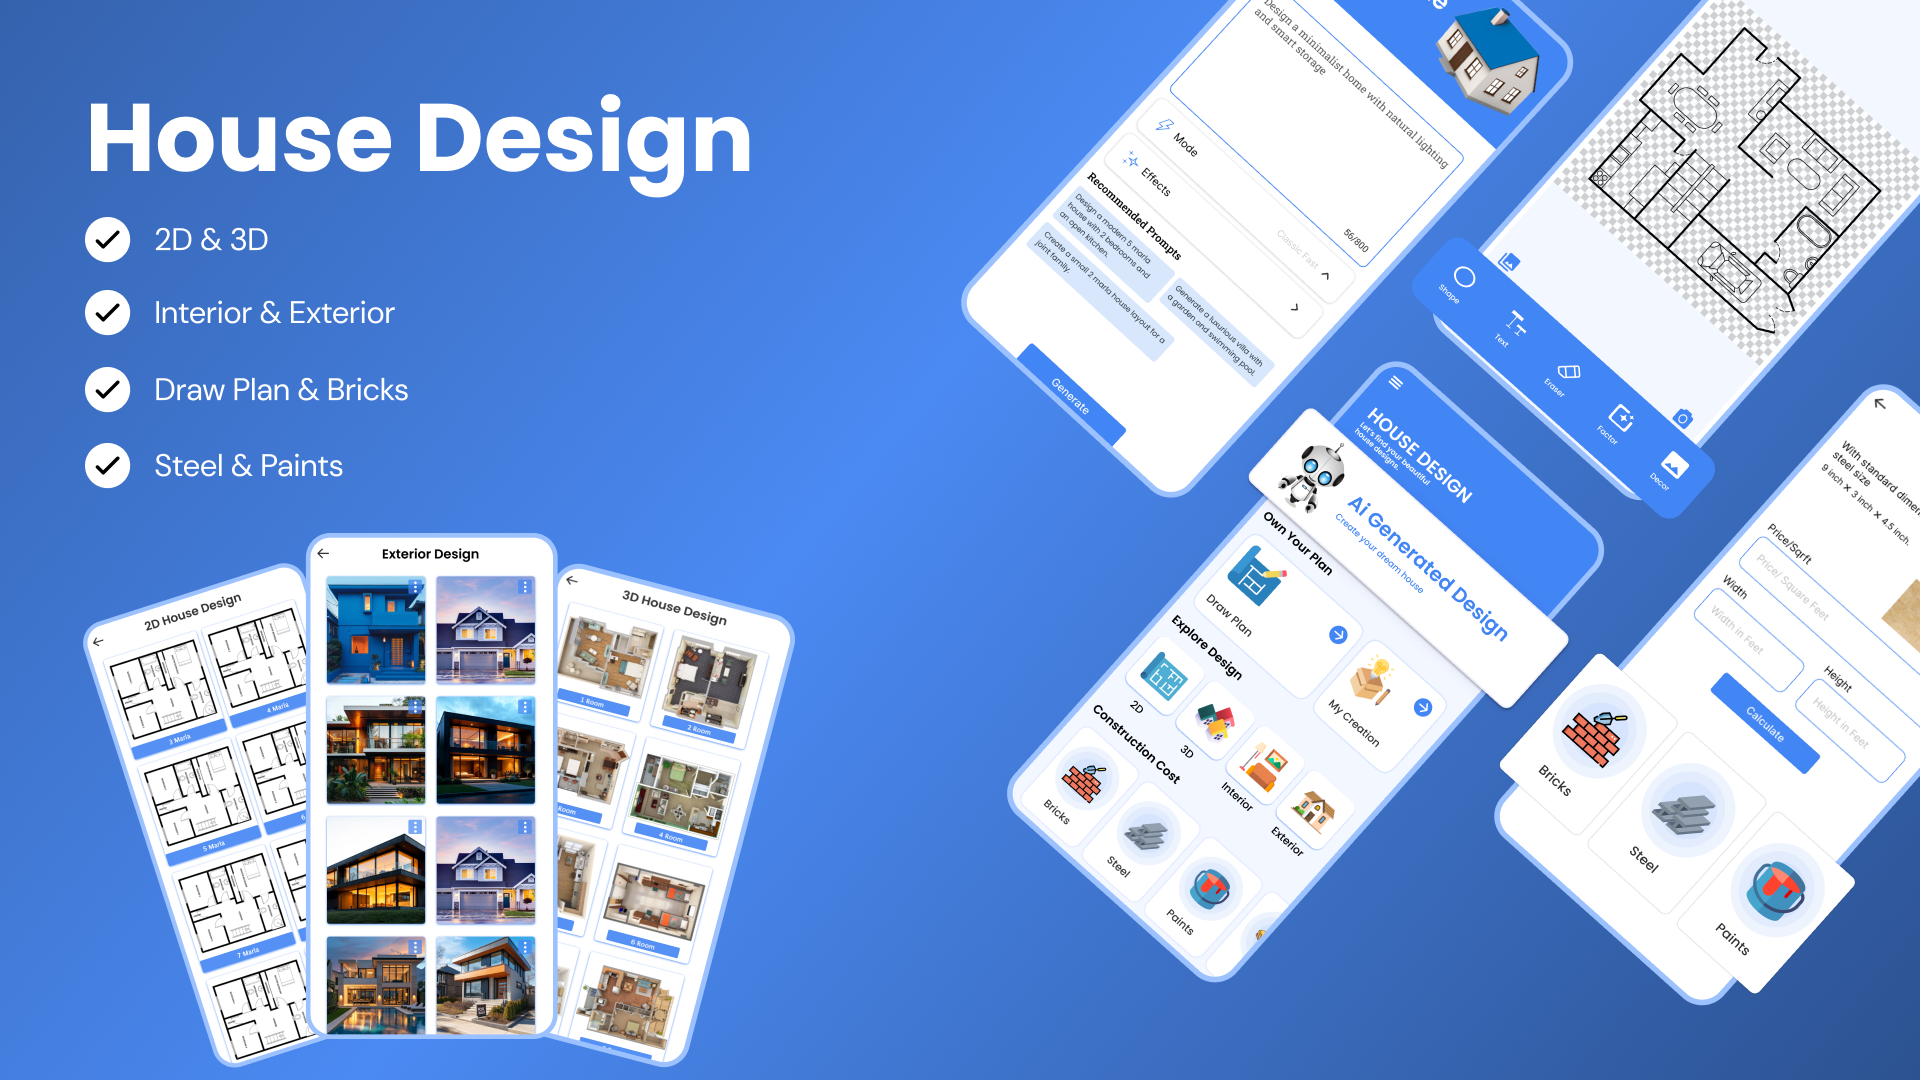 House Design
2D & 3D
Interior & Exterior
Draw Plan & Bricks
Steel & Paints
2D House Design
3 Marla
4 Marla
5 Marla
7 Marla
Exterior Design
3D House Design
1 Room
2 Room
Room
4 Room
6 Room
Design a minimalist home with natural lighting
and smart storage
56/800
Mode
Classic Fast
Effects
Recommended Prompts
Design a modern 5 marla
house with 2 bedrooms and
an open kitchen.
Create a small 2 marla house layout for a
joint family.
Generate a luxurious villa with
a garden and swimming pool.
Generate
Shape
Text
Eraser
Factor
Decor
HOUSE DESIGN
Let's find your beautiful
house designs.
Ai Generated Design
Create your dream house
Own Your Plan
Draw Plan
My Creation
Explore Design
2D
3D
Interior
Exterior
Construction Cost
Bricks
Steel
Paints
With standard dimen
steel size
9 inch × 3 inch × 4.5 inch.
Price/Sqrft
Price/ Square Feet
Width
Width in Feet
Height
Height in Feet
Calculate
Bricks
Steel
Paints